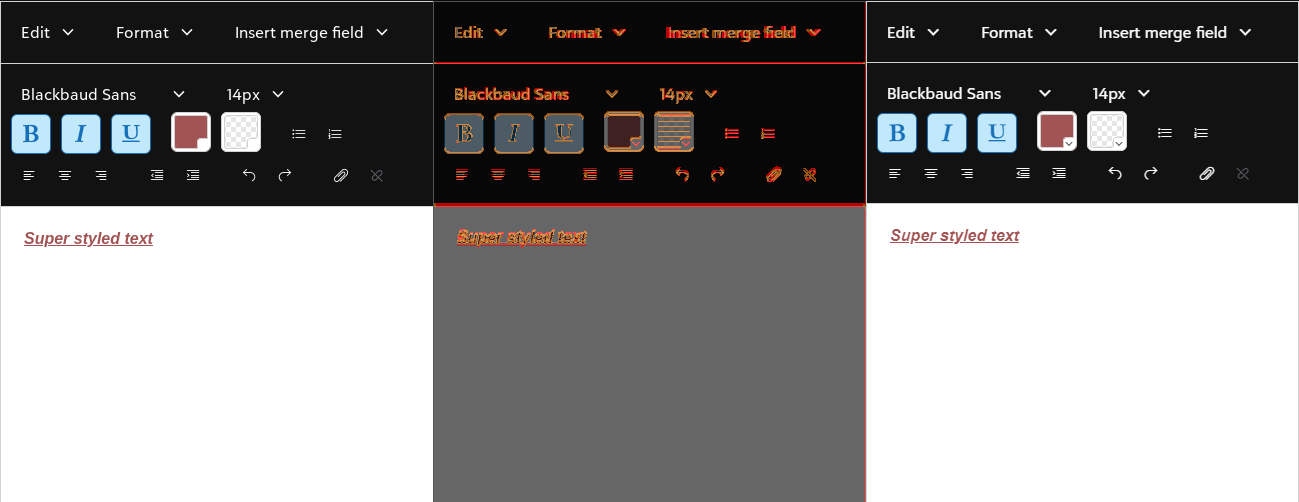 Edit Format Insert merge field
Blackbaud Sans 14px
B I U
Super styled text
Edit Format Insert merge field
Blackbaud Sans 14px
B I U
Super styled text
Edit Format Insert merge field
Blackbaud Sans 14px
B I U
Super styled text